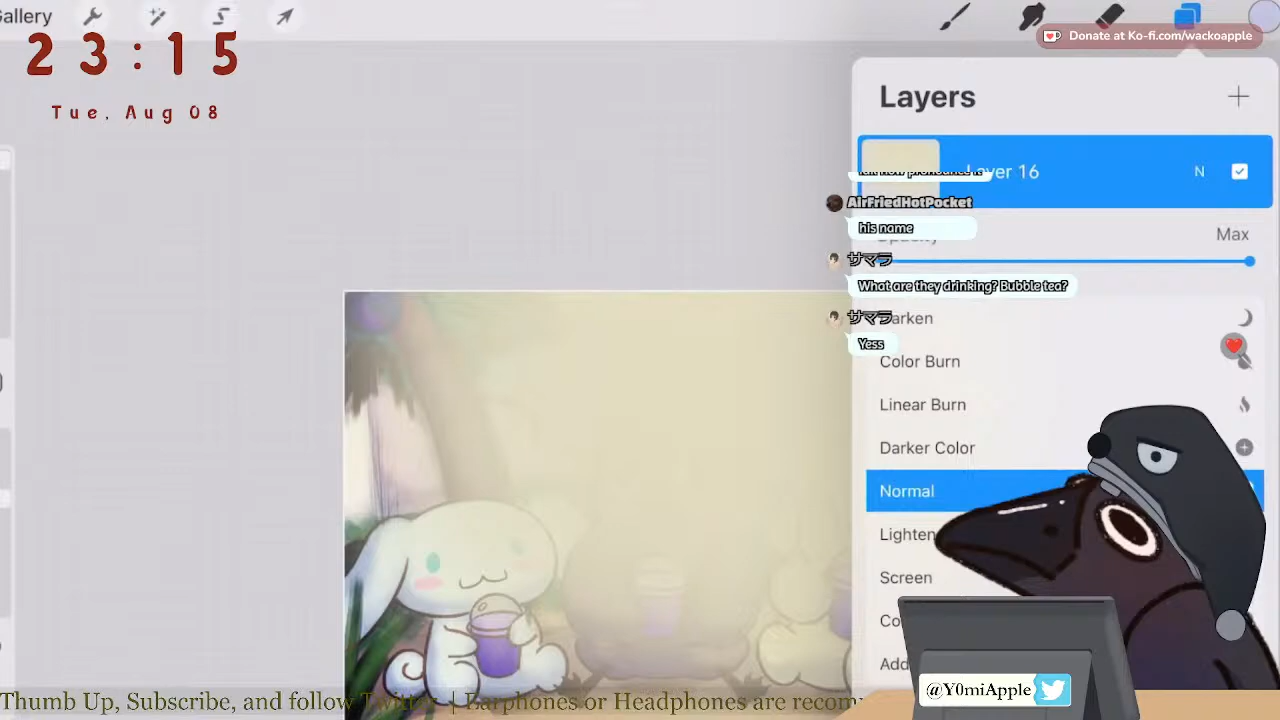 Gallery
Donate at Ko-fi.com/wackoapple
23:15
Tue. Aug 08
Layers
Layer 16
N
AirFriedHotPocket
his name
Max
サマラ
What are they drinking? Bubble tea?
サマラ
Darken
Yess
Color Burn
Linear Burn
Darker Color
Normal
Lighten
Screen
Add
@Y0miApple
Thumb Up, Subscribe, and follow Twitter | Earphones or Headphones are recom